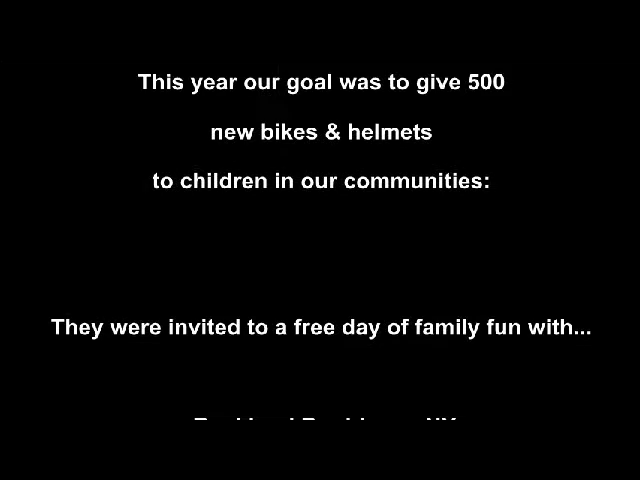 This year our goal was to give 500
new bikes & helmets
to children in our communities:
They were invited to a free day of family fun with...